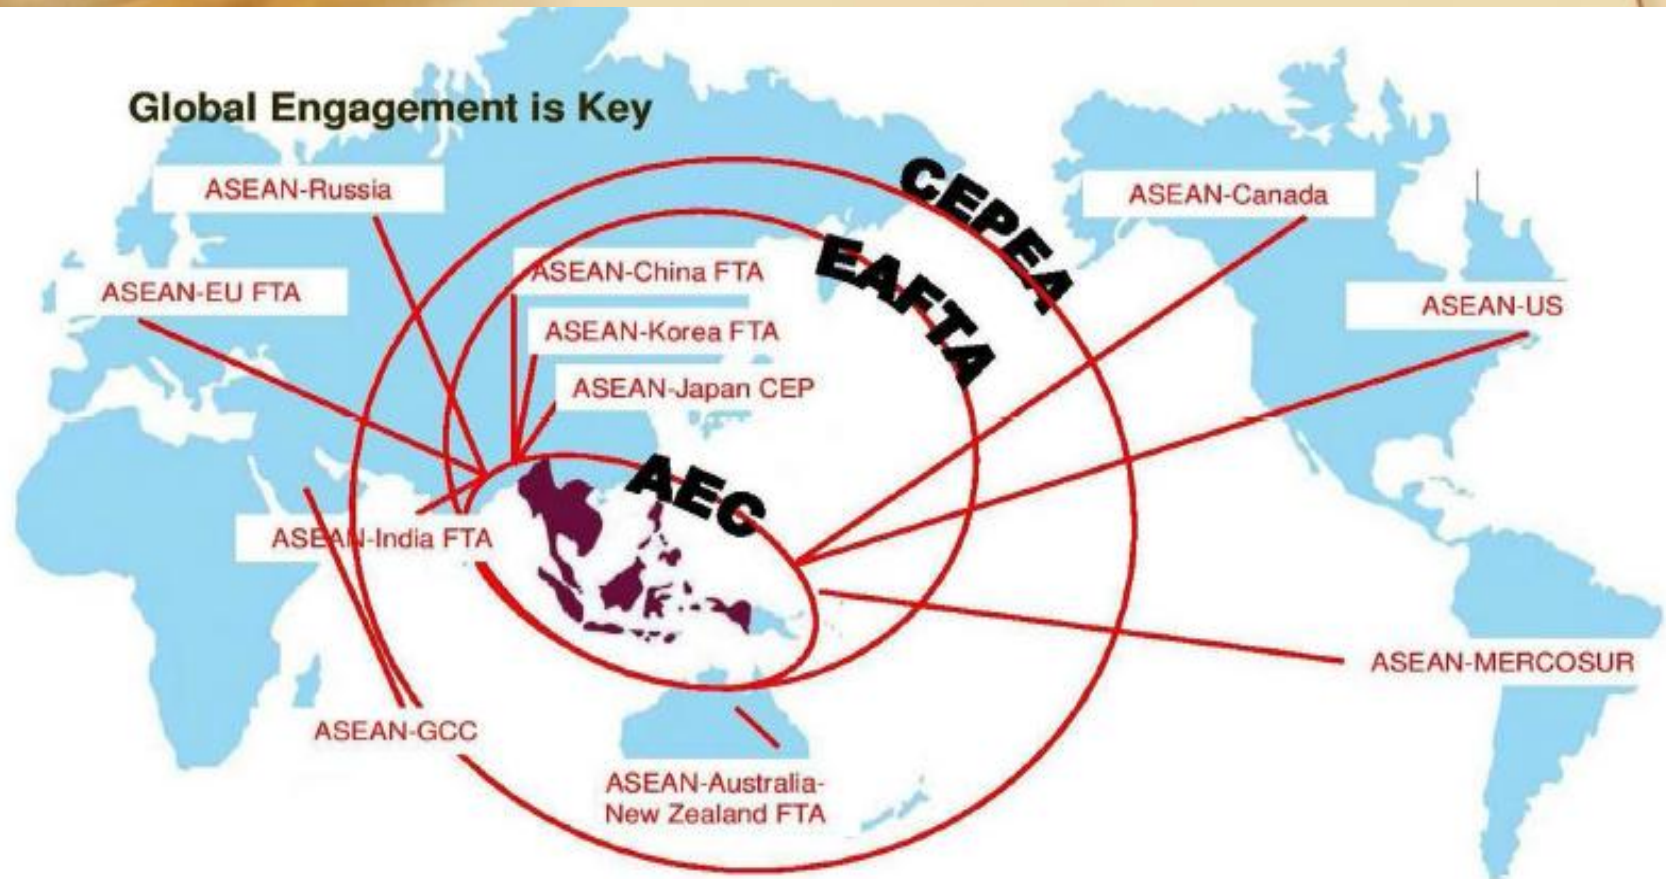 Global Engagement is Key
CEPEA
ASEAN-Russia
ASEAN-Canada
EAFTA
ASEAN-China FTA
ASEAN-EU FTA
ASEAN-US
ASEAN-Korea FTA
ASEAN-Japan CEP
AEC
ASEAN-India FTA
ASEAN-MERCOSUR
ASEAN-GCC
ASEAN-Australia-
New Zealand FTA